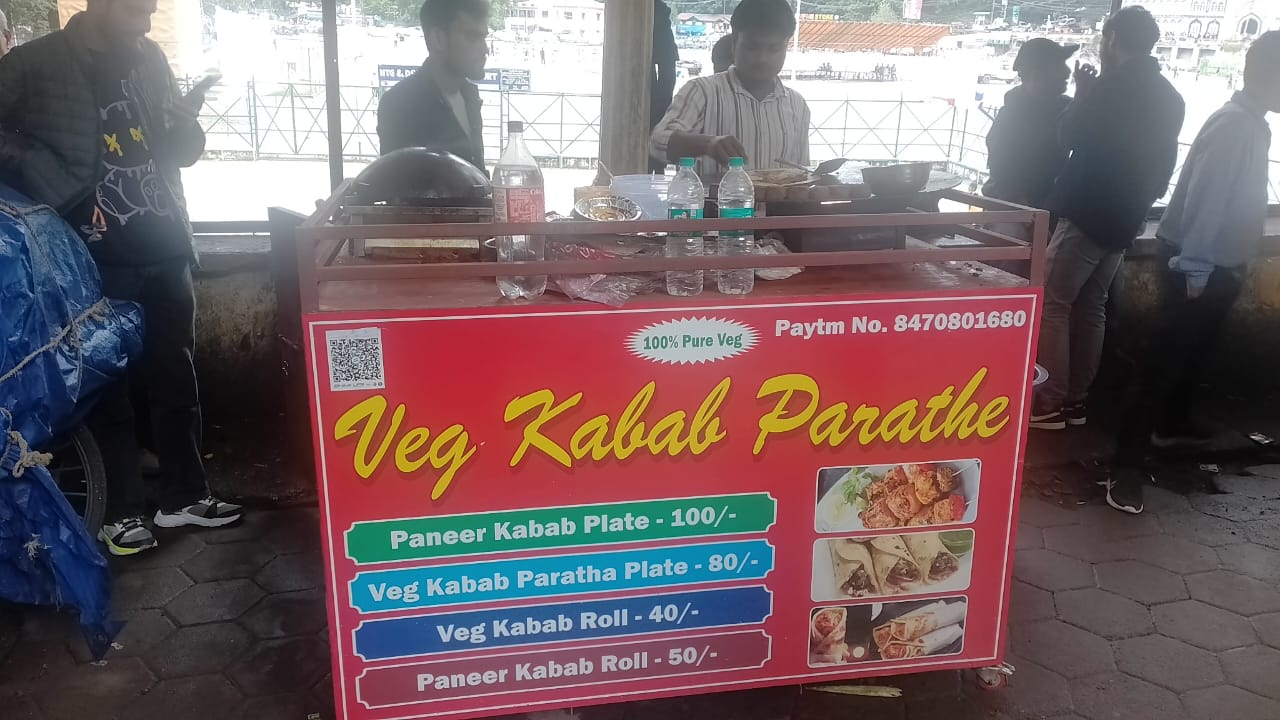 100% Pure Veg
Paytm No. 8470801680
Veg Kabab Parathe
Paneer Kabab Plate - 100/-
Veg Kabab Paratha Plate - 80/-
Veg Kabab Roll - 40/-
Paneer Kabab Roll - 50/-